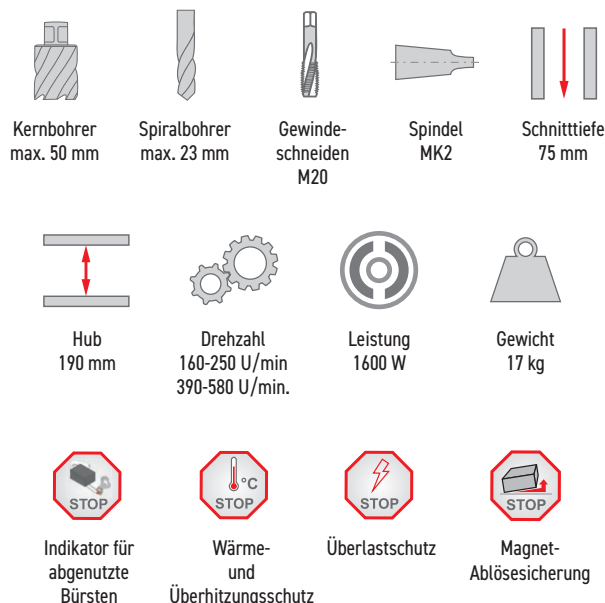 Kernbohrer
max. 50 mm
Spiralbohrer
max. 23 mm
Gewinde-
schneiden
M20
Spindel
MK2
Schnitttiefe
75 mm
Hub
190 mm
Drehzahl
160-250 U/min
390-580 U/min.
Leistung
1600 W
Gewicht
17 kg
STOP
Indikator für
abgenutzte
Bürsten
°C
STOP
Wärme-
und
Überhitzungsschutz
STOP
Überlastschutz
STOP
Magnet-
Ablösesicherung